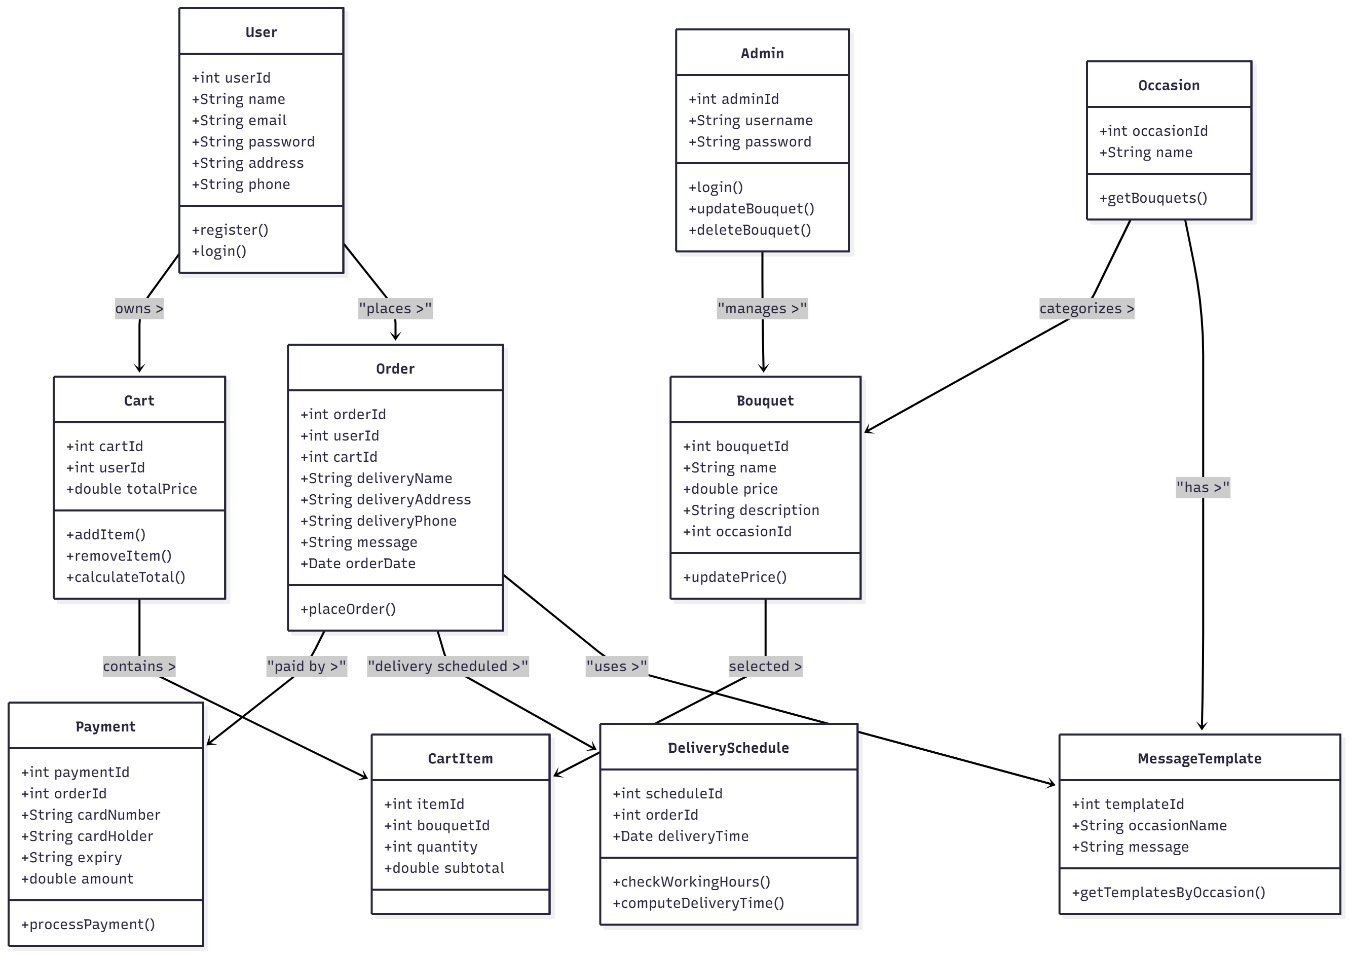 User
+int userId
+String name
+String email
+String password
+String address
+String phone
+register()
+login()
Admin
+int adminId
+String username
+String password
+login()
+updateBouquet()
+deleteBouquet()
Occasion
+int occasionId
+String name
+getBouquets()
owns >
"places >"
"manages >"
categorizes >
Cart
+int cartId
+int userId
+double totalPrice
+addItem()
+removeItem()
+calculateTotal()
Order
+int orderId
+int userId
+int cartId
+String deliveryName
+String deliveryAddress
+String deliveryPhone
+String message
+Date orderDate
+placeOrder()
Bouquet
+int bouquetId
+String name
+double price
+String description
+int occasionId
+updatePrice()
"has >"
contains >
"paid by >"
"delivery scheduled >"
"uses >"
selected >
Payment
+int paymentId
+int orderId
+String cardNumber
+String cardHolder
+String expiry
+double amount
+processPayment()
CartItem
+int itemId
+int bouquetId
+int quantity
+double subtotal
DeliverySchedule
+int scheduleId
+int orderId
+Date deliveryTime
+checkWorkingHours()
+computeDeliveryTime()
MessageTemplate
+int templateId
+String occasionName
+String message
+getTemplatesByOccasion()